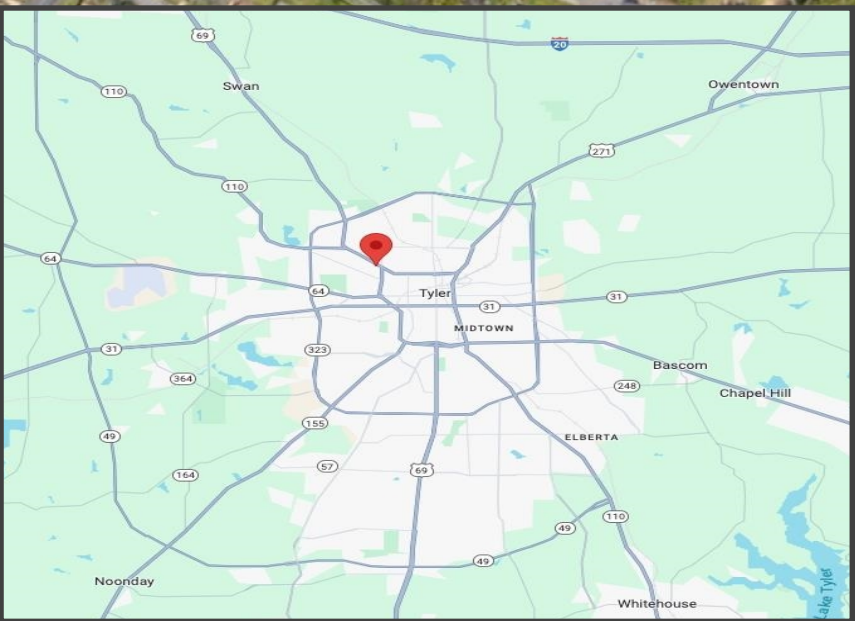 69
20
Swan
Owentown
110
271
110
64
64
Tyler
31
31
MIDTOWN
31
323
Bascom
364
248
Chapel Hill
155
49
ELBERTA
57
69
164
110
49
49
Noonday
Whitehouse
Lake Tyler